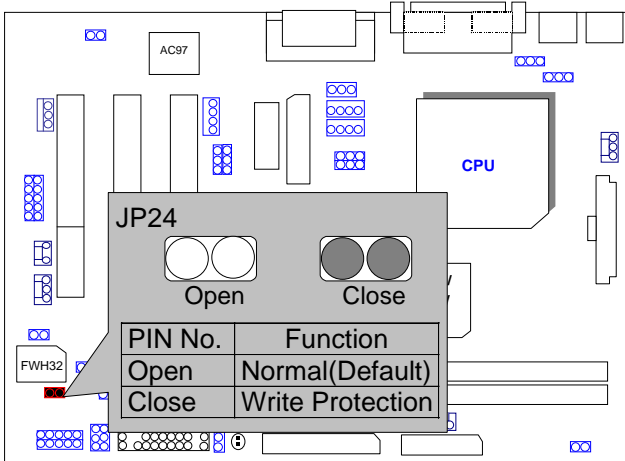 AC97
CPU
JP24
Open Close
PIN No. Function
Open Normal(Default)
Close Write Protection
FWH32